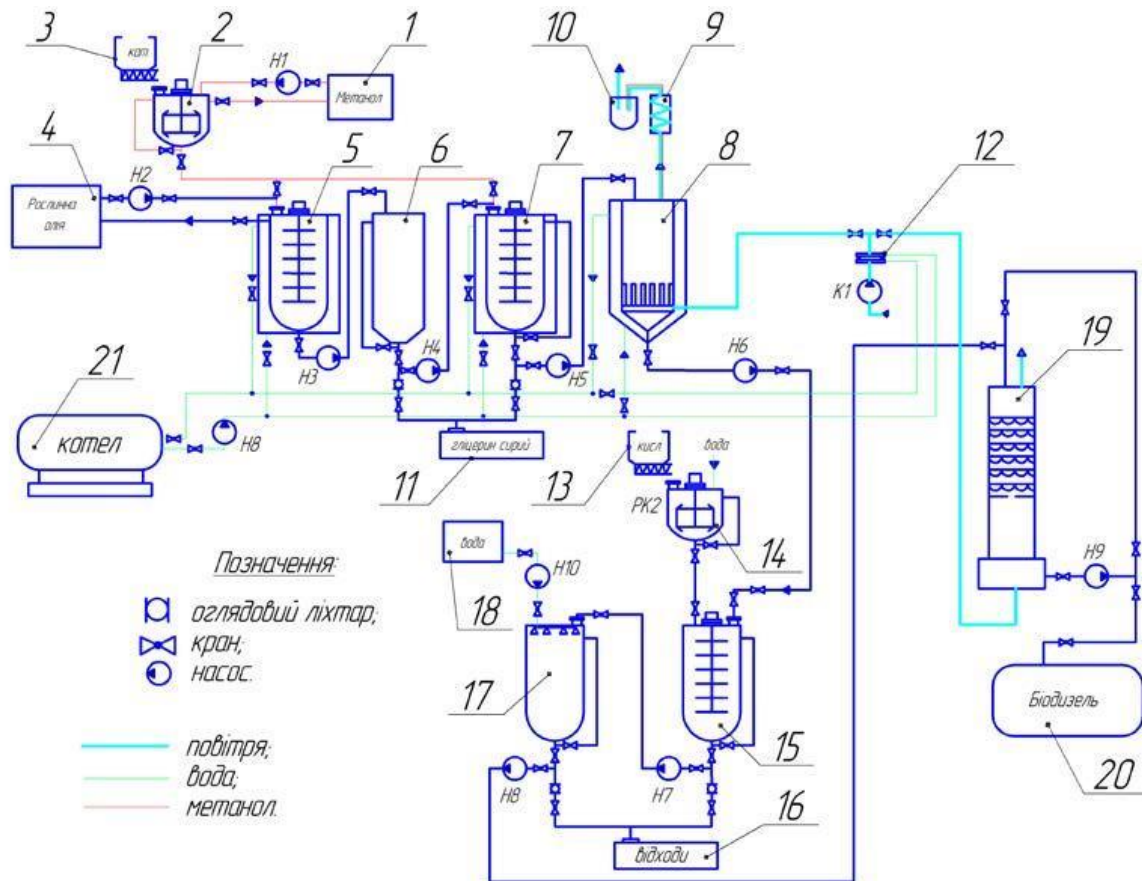 3
2
1
10
9
кат
Н1
Метанол
4
5
6
7
8
12
Н2
Рослинна
олія
К1
Н3
Н4
Н5
Н6
19
21
котел
Н8
гліцерин сирий
11
13
кисл
вода
РК2
14
вода
18
Н10
Н9
Позначення:
оглядовий ліхтар;
кран;
насос.
17
15
Біодизель
20
повітря;
вода;
метанол.
Н8
Н7
16
відходи